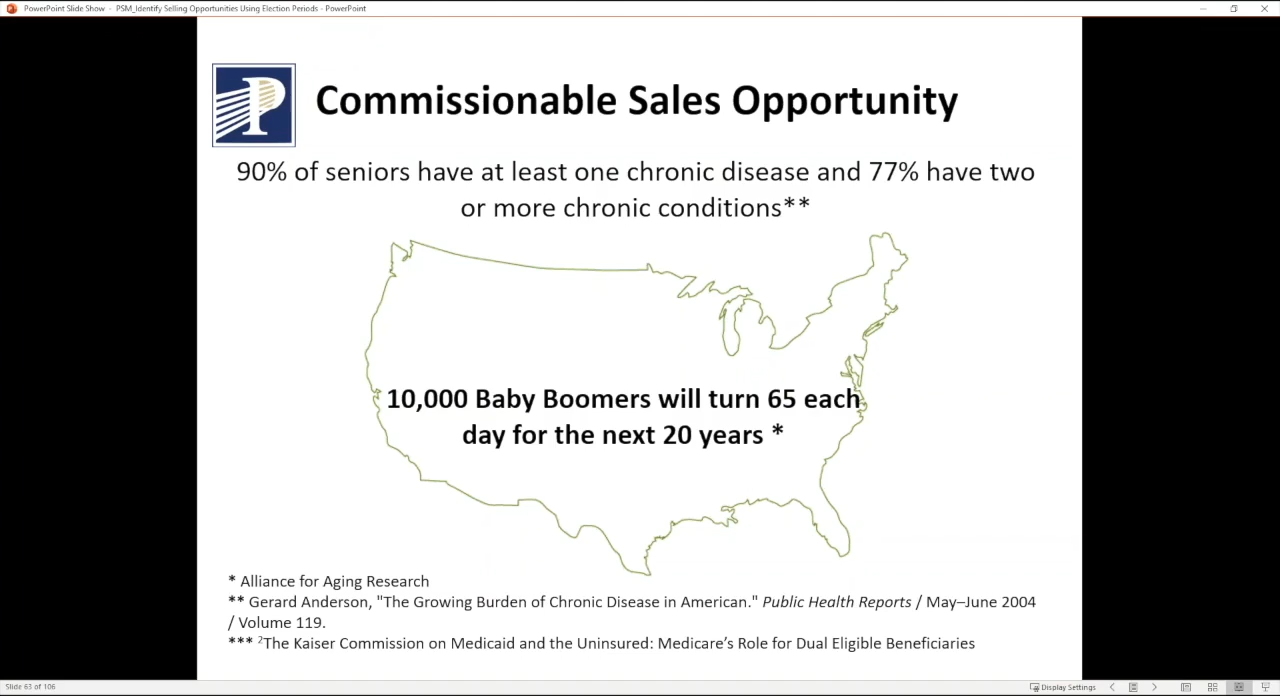 PowerPoint Slide Show - PSM_Identify Selling Opportunities Using Election Periods - PowerPoint
P
Commissionable Sales Opportunity
90% of seniors have at least one chronic disease and 77% have two
or more chronic conditions**
10,000 Baby Boomers will turn 65 each
day for the next 20 years *
* Alliance for Aging Research
** Gerard Anderson, "The Growing Burden of Chronic Disease in American." Public Health Reports / May–June 2004
/ Volume 119.
*** ²The Kaiser Commission on Medicaid and the Uninsured: Medicare’s Role for Dual Eligible Beneficiaries
Slide 63 of 106
Display Settings